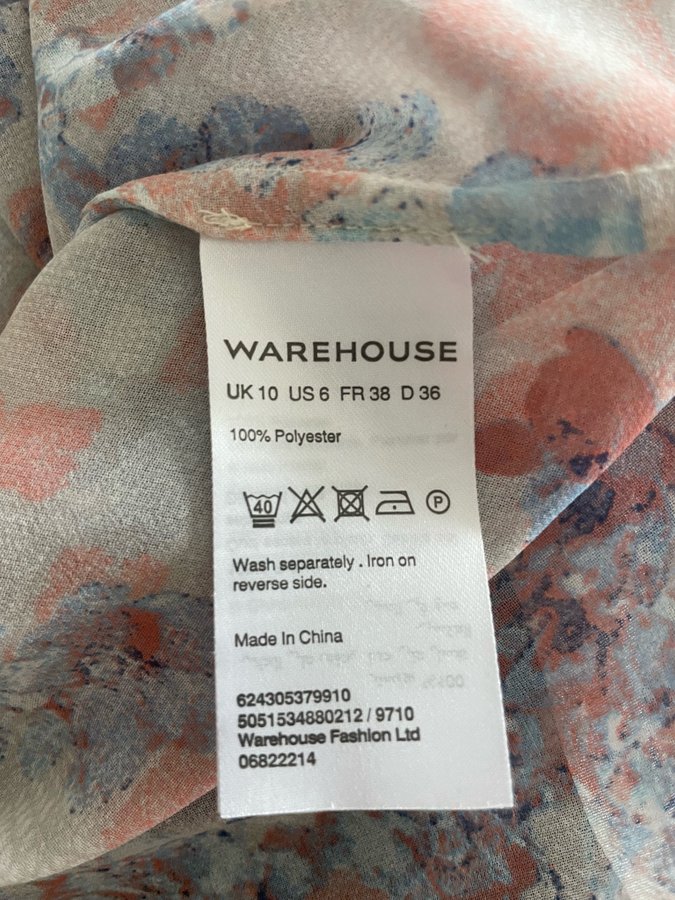 WAREHOUSE
UK 10 US 6 FR 38 D 36
100% Polyester
40 P
Wash separately . Iron on
reverse side.
Made In China
624305379910
5051534880212 / 9710
Warehouse Fashion Ltd
06822214